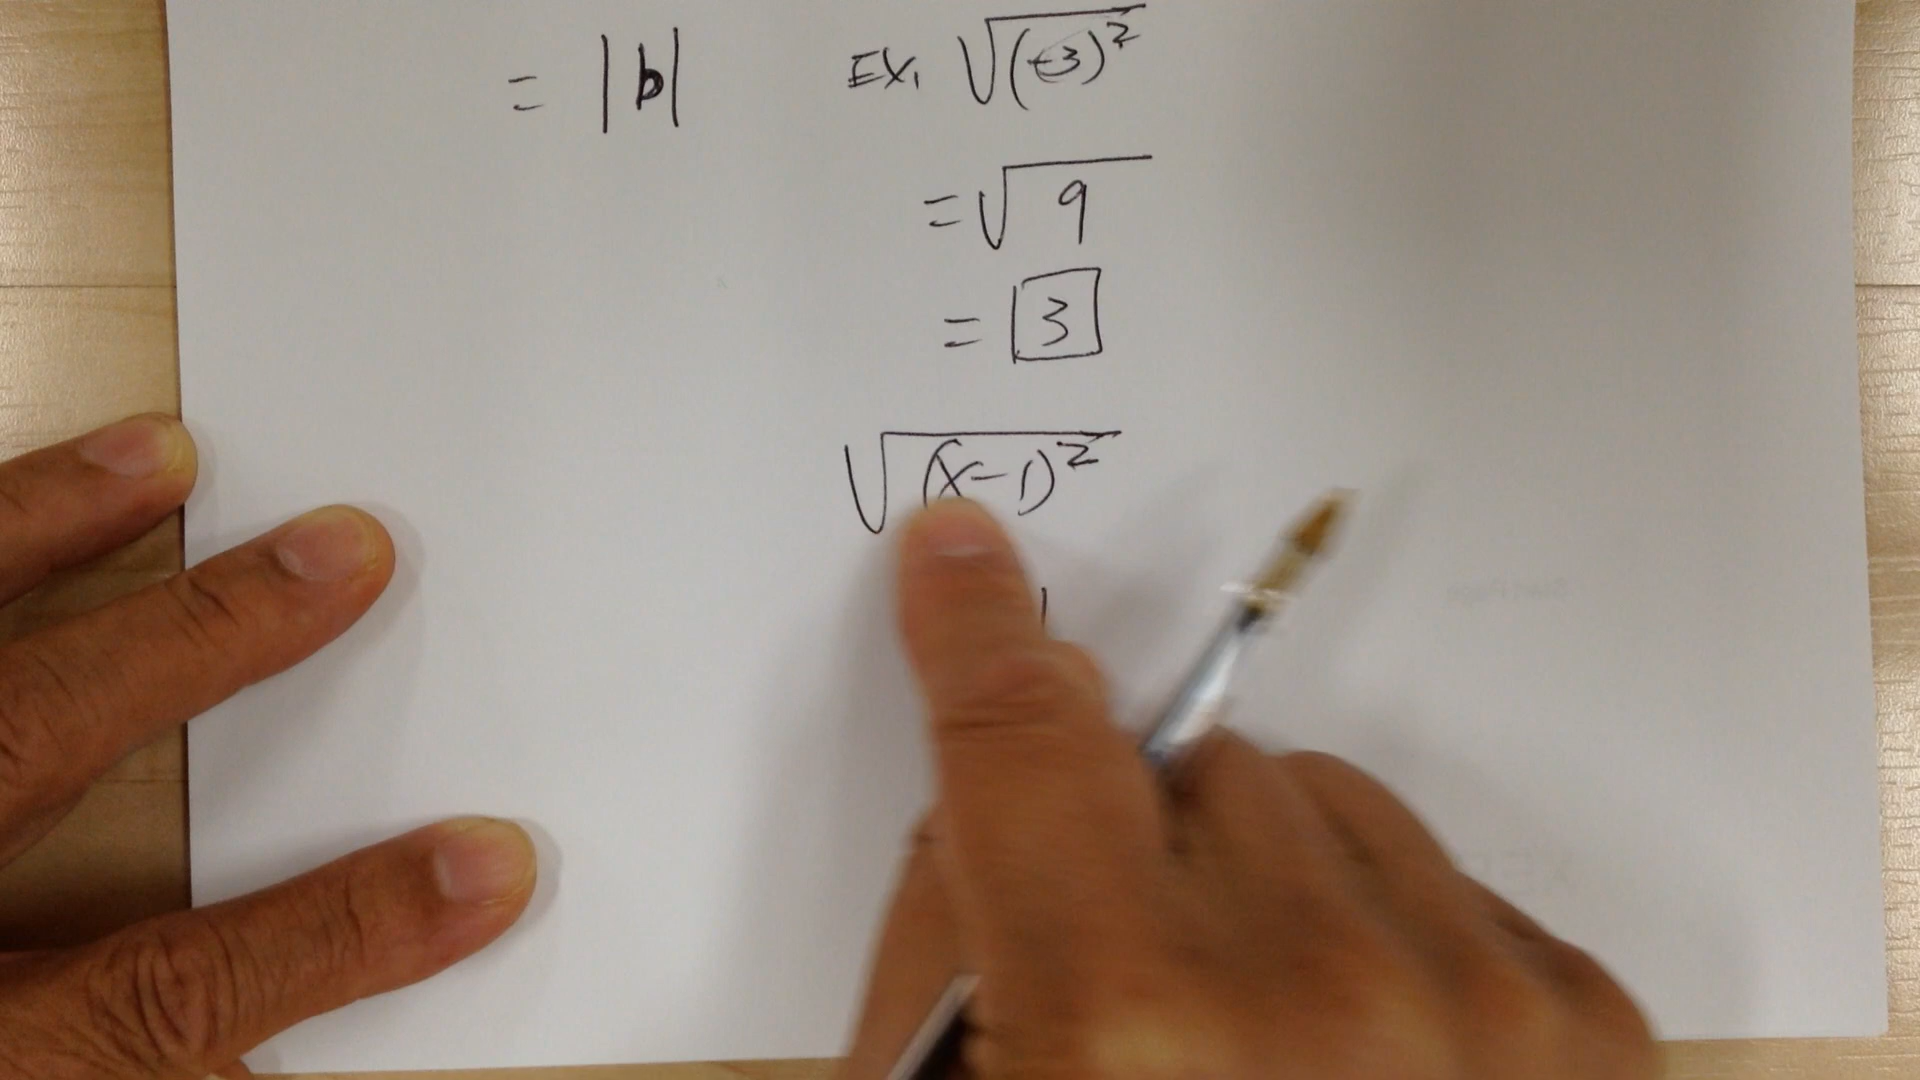 = |b|
EX. √(-3)²
= √9
= 3
√(x-1)²